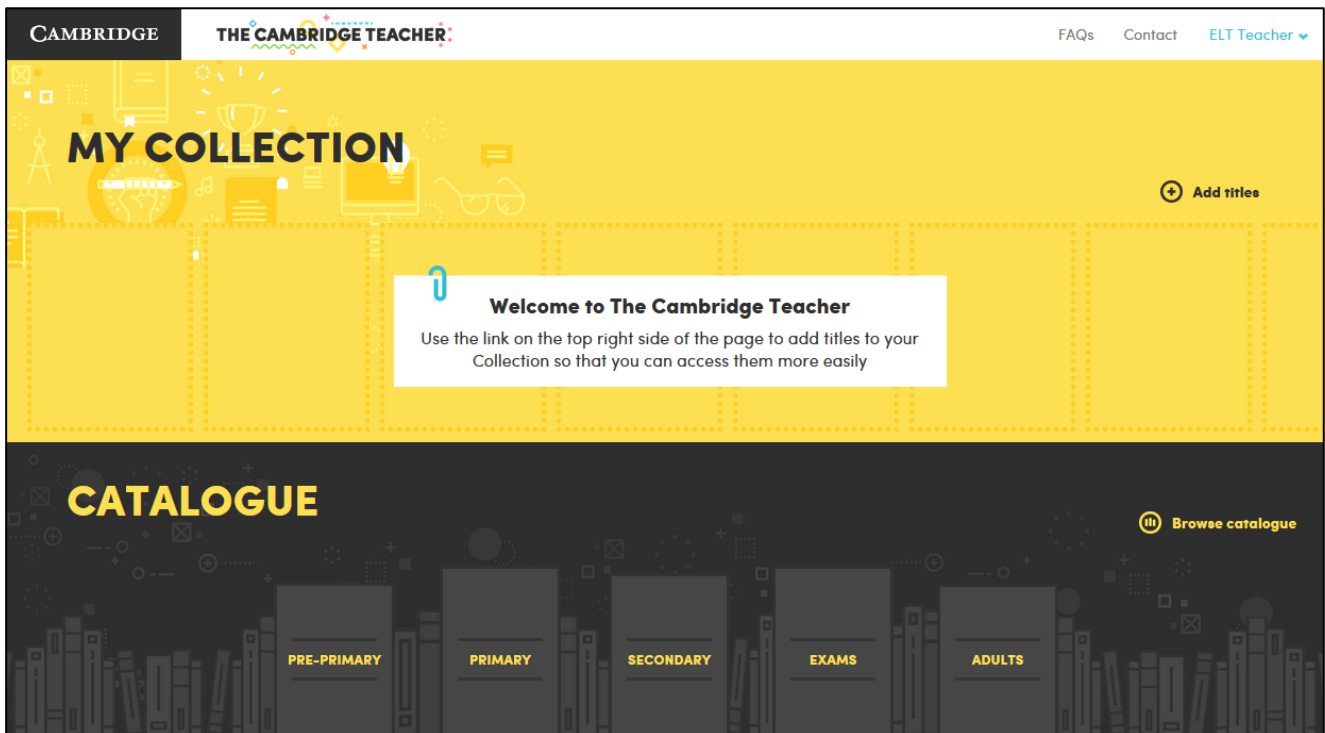 CAMBRIDGE
THE CAMBRIDGE TEACHER
FAQs
Contact
ELT Teacher
MY COLLECTION
Add titles
Welcome to The Cambridge Teacher
Use the link on the top right side of the page to add titles to your
Collection so that you can access them more easily
CATALOGUE
Browse catalogue
PRE-PRIMARY
PRIMARY
SECONDARY
EXAMS
ADULTS